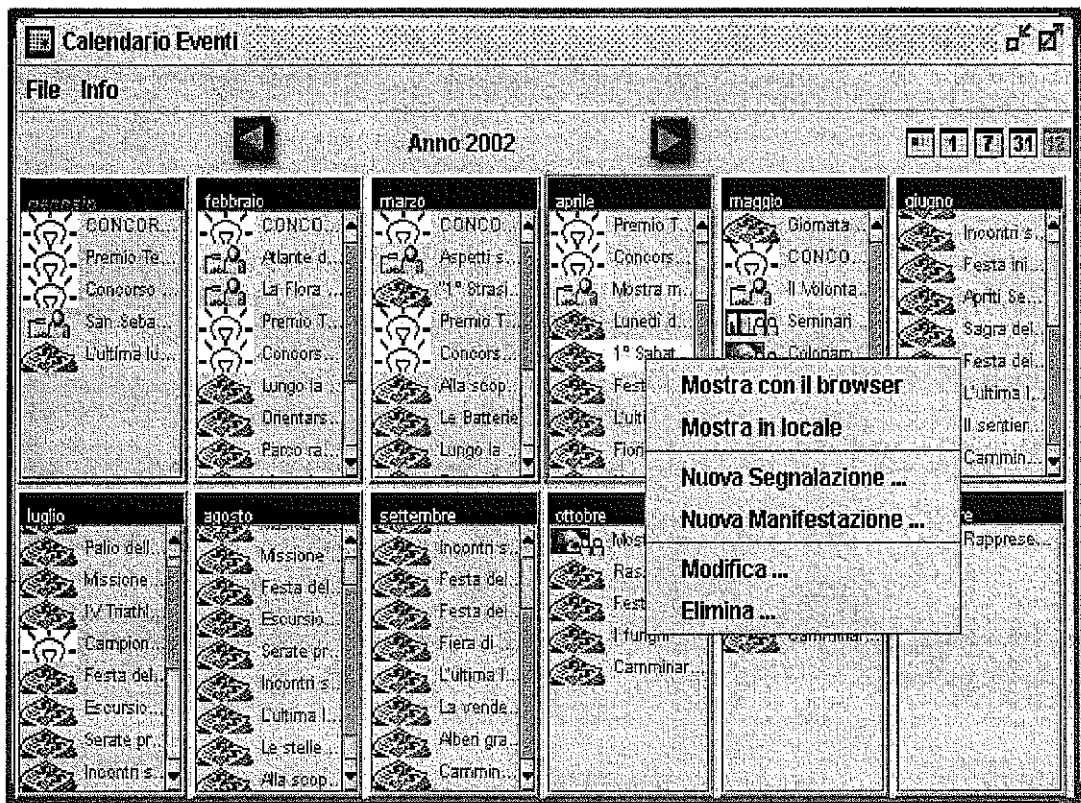 Calendario Eventi
File Info
Anno 2002
1 7 31 12
gennaio
CONCOR...
Premio Te...
Concorso ...
San Seba...
L'ultima lu...
febbraio
CONCO...
Atlante d...
La Flora ...
Premio T...
Concors...
Lungo la ...
Orientars...
Parco ra...
marzo
CONCO...
Aspetti s...
"1° Strasi...
Premio T...
Concors...
Alla scop...
Le Batterie
Lungo la ...
aprile
Premio T...
Concors...
Mostra m...
Lunedì d...
1° Sabat...
Fest
L'ulti
Fiori
maggio
Giornata ...
CONCO...
Il Volonta...
Seminari
giugno
Incontri s...
Festa ini...
Apriti Se...
Sagra del...
Festa del...
L'ultima l...
Il sentier...
Cammin...
Mostra con il browser
Mostra in locale
Nuova Segnalazione ...
Nuova Manifestazione ...
Modifica ...
Elimina ...
luglio
Palio dell...
Missione ...
IV Triathl...
Campion...
Festa del...
Escursio...
Serate pr...
Incontri s...
agosto
Missione
Festa del...
Escursio...
Serate pr...
Incontri s...
L'ultima l...
Le stelle ...
Alla scop...
settembre
Incontri s...
Festa del...
Festa del...
Fiera di ...
L'ultima l...
La vende...
Alberi gra...
Cammin...
ottobre
Mos
Ras
Fest
I funghi
Camminar...
Camminar...
Rapprese...